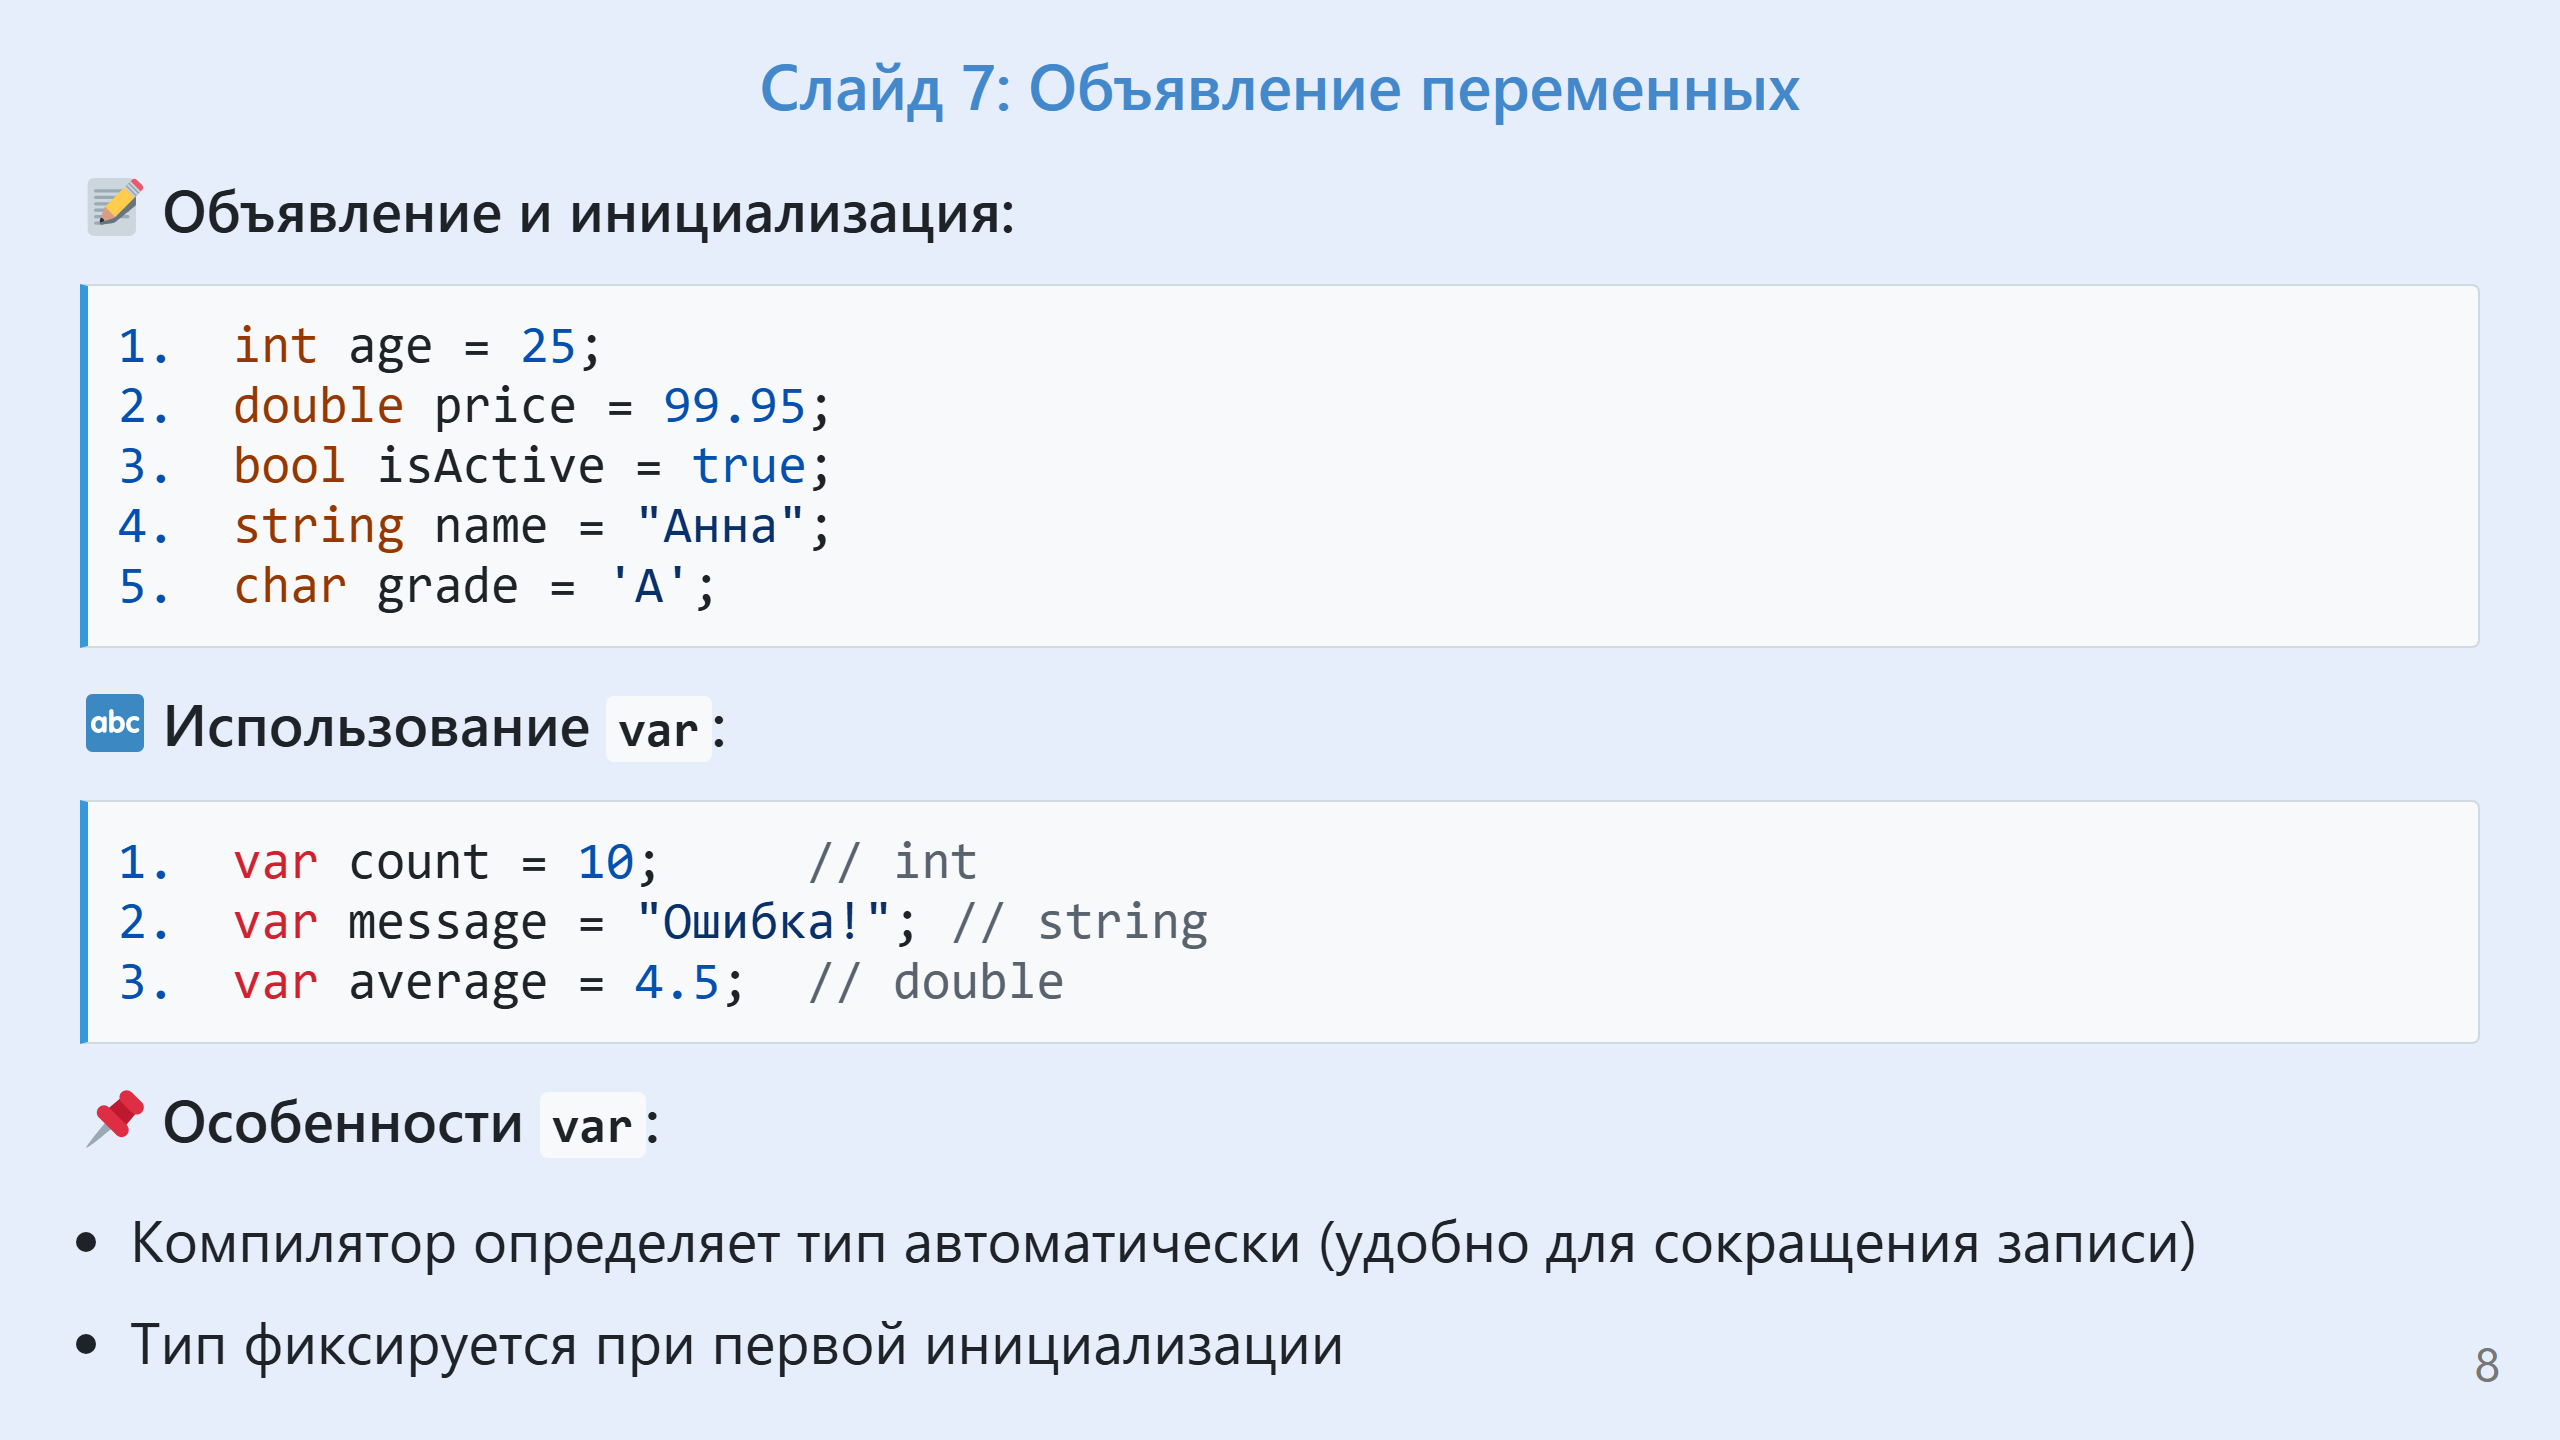 Слайд 7: Объявление переменных
Объявление и инициализация:
1.  int age = 25;
2.  double price = 99.95;
3.  bool isActive = true;
4.  string name = "Анна";
5.  char grade = 'A';
abc Использование var:
1.  var count = 10;     // int
2.  var message = "Ошибка!"; // string
3.  var average = 4.5;  // double
Особенности var:
• Компилятор определяет тип автоматически (удобно для сокращения записи)
• Тип фиксируется при первой инициализации
8